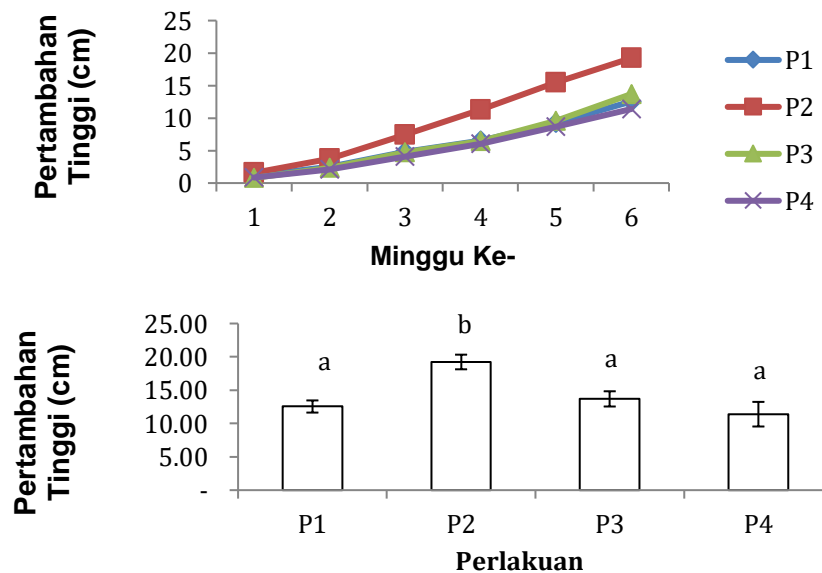 Pertambahan
Tinggi (cm)
25
20
15
10
5
0
1 2 3 4 5 6
Minggu Ke-
P1
P2
P3
P4
Pertambahan
Tinggi (cm)
25.00
20.00
15.00
10.00
5.00
-
a b a a
P1 P2 P3 P4
Perlakuan